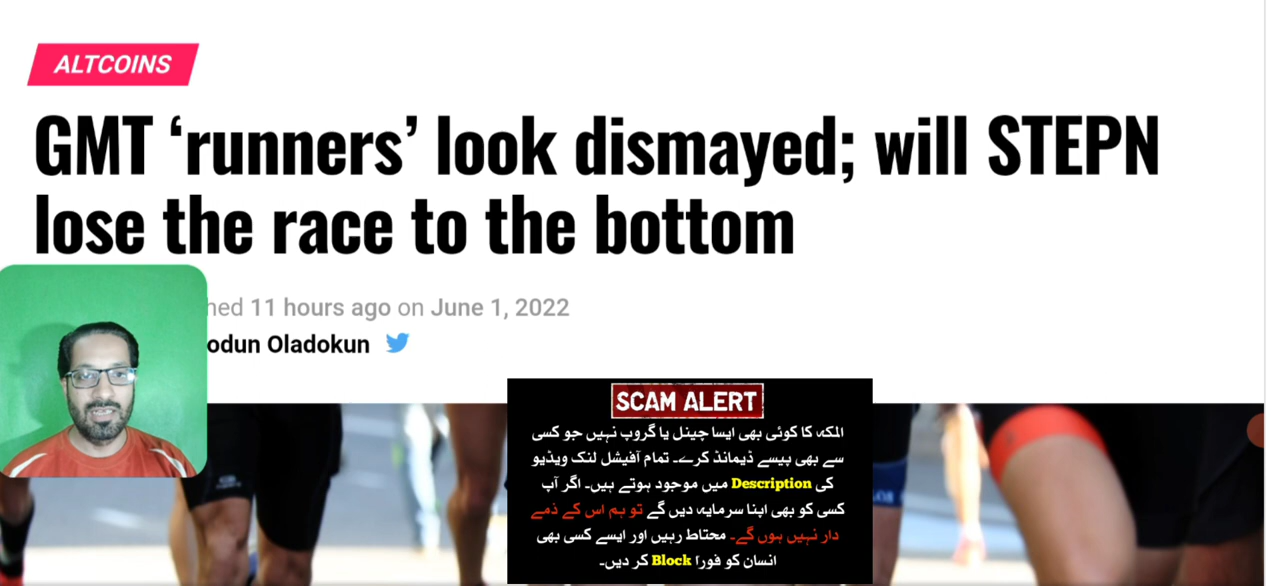 ALTCOINS
GMT ‘runners’ look dismayed; will STEPN
lose the race to the bottom
hed 11 hours ago on June 1, 2022
odun Oladokun
SCAM ALERT
المکہ کا کوئی بھی ایسا چینل یا گروپ نہیں جو کسی
سے بھی پیسے ڈیمانڈ کرے۔ تمام آفیشل لنک ویڈیو
کی Description میں موجود ہوتے ہیں۔ اگر آپ
کسی کو بھی اپنا سرمایہ دیں گے تو ہم اس کے ذمے
دار نہیں ہوں گے۔ محتاط رہیں اور ایسے کسی بھی
انسان کو فورا Block کر دیں۔